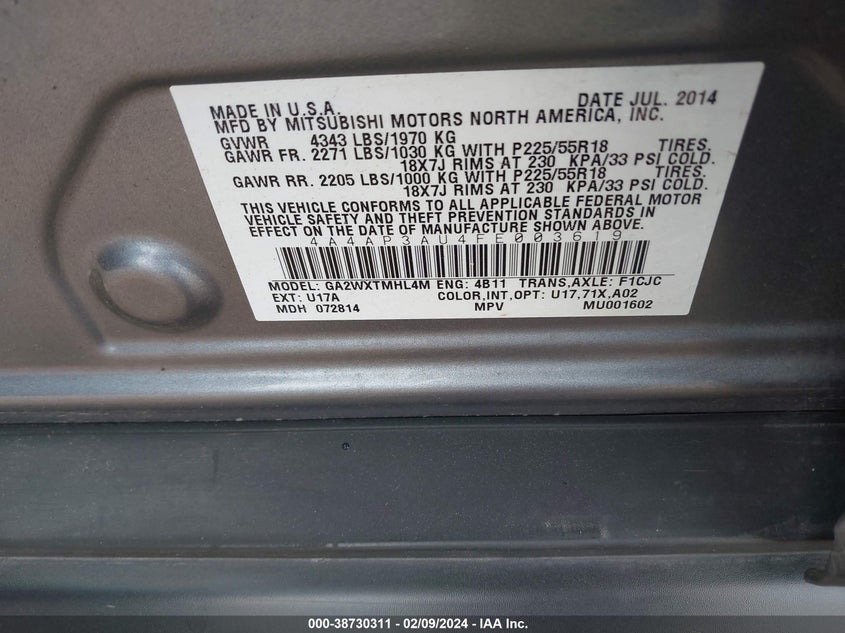 MADE IN U.S.A. DATE JUL. 2014
MFD BY MITSUBISHI MOTORS NORTH AMERICA, INC.
GVWR 4343 LBS/1970 KG
GAWR FR. 2271 LBS/1030 KG WITH P225/55R18 TIRES.
18X7J RIMS AT 230 KPA/33 PSI COLD.
GAWR RR. 2205 LBS/1000 KG WITH P225/55R18 TIRES.
18X7J RIMS AT 230 KPA/33 PSI COLD.
THIS VEHICLE CONFORMS TO ALL APPLICABLE FEDERAL MOTOR
VEHICLE SAFETY AND THEFT PREVENTION STANDARDS IN
EFFECT ON THE DATE OF MANUFACTURE SHOWN ABOVE.
4A4AP3AU4FE003619
MODEL: GA2WXTMHL4M ENG: 4B11 TRANS,AXLE: F1CJC
EXT: U17A COLOR,INT,OPT: U17,71X,A02
MDH 072814 MPV MU001602
000-38730311 - 02/09/2024 - IAA Inc.